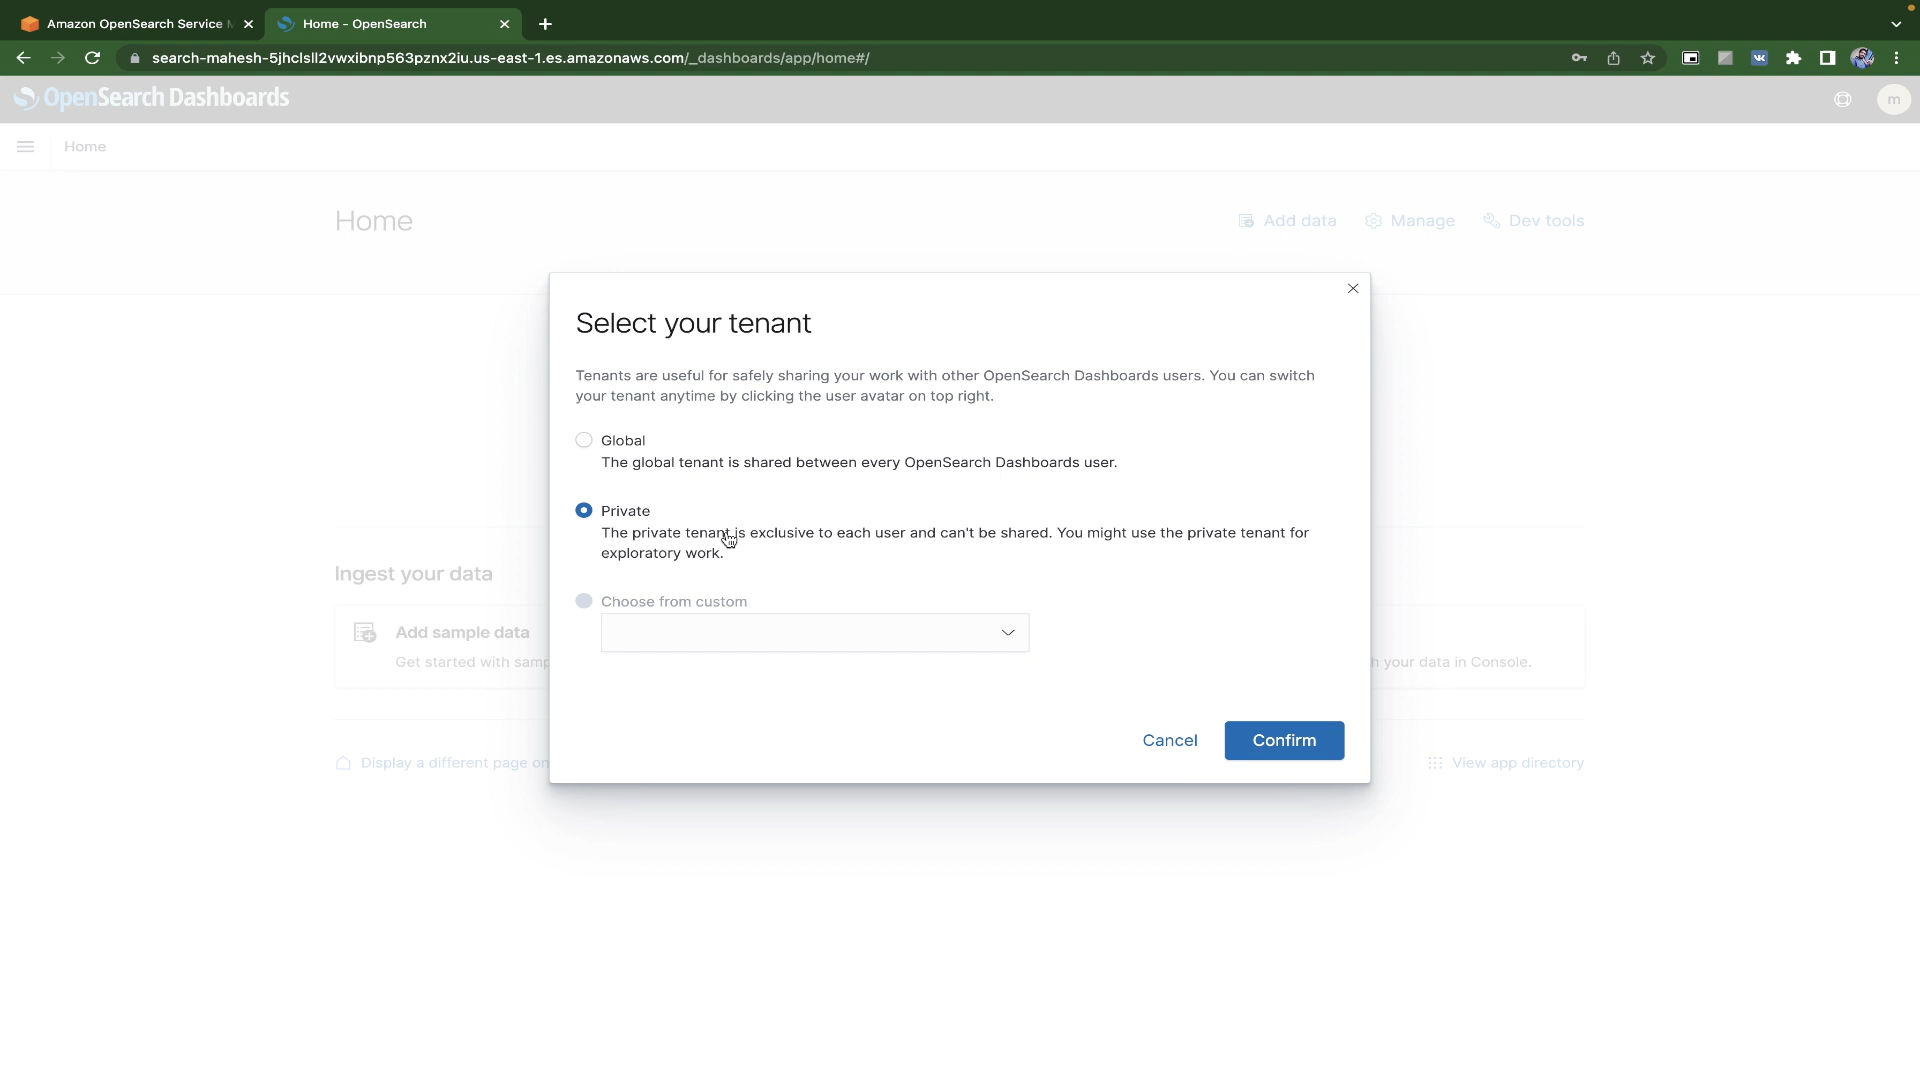 Amazon OpenSearch Service
Home - OpenSearch
search-mahesh-5jhclsll2vwxibnp563pznx2iu.us-east-1.es.amazonaws.com/_dashboards/app/home#/
OpenSearch Dashboards
m
Home
Home
Add data
Manage
Dev tools
Select your tenant
Tenants are useful for safely sharing your work with other OpenSearch Dashboards users. You can switch
your tenant anytime by clicking the user avatar on top right.
Global
The global tenant is shared between every OpenSearch Dashboards user.
Private
The private tenant is exclusive to each user and can't be shared. You might use the private tenant for
exploratory work.
Choose from custom
Ingest your data
Add sample data
Get started with samp
h your data in Console.
Cancel
Confirm
Display a different page on
View app directory